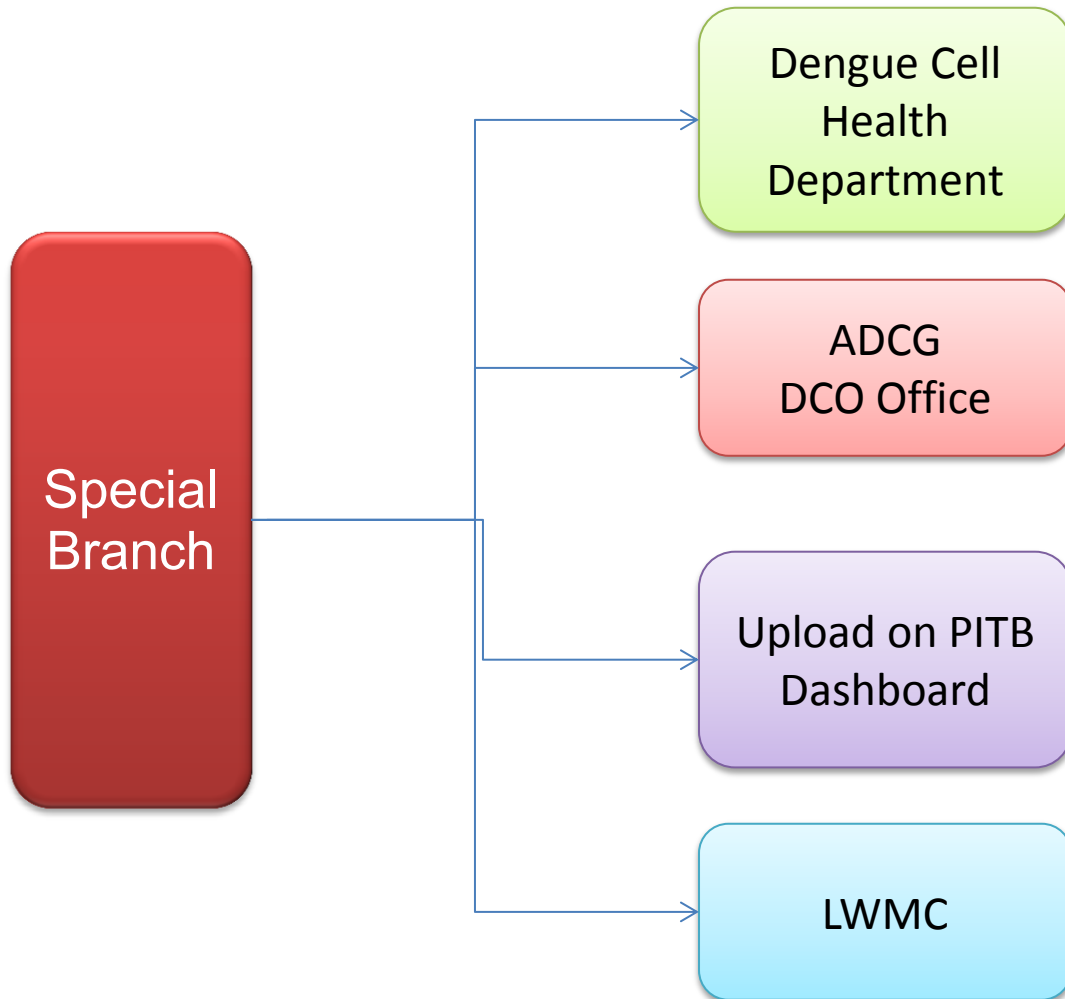 Special
Branch
Dengue Cell
Health
Department
ADCG
DCO Office
Upload on PITB
Dashboard
LWMC